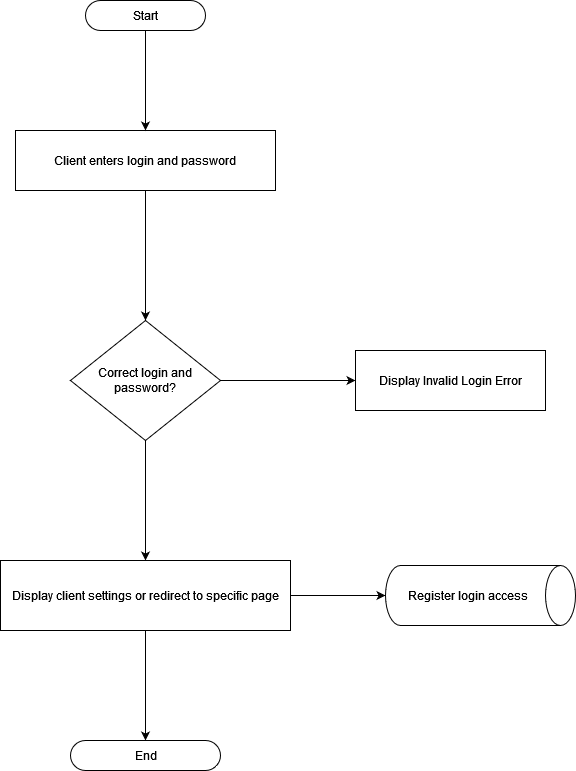 Start
Client enters login and password
Correct login and
password?
Display Invalid Login Error
Display client settings or redirect to specific page
Register login access
End